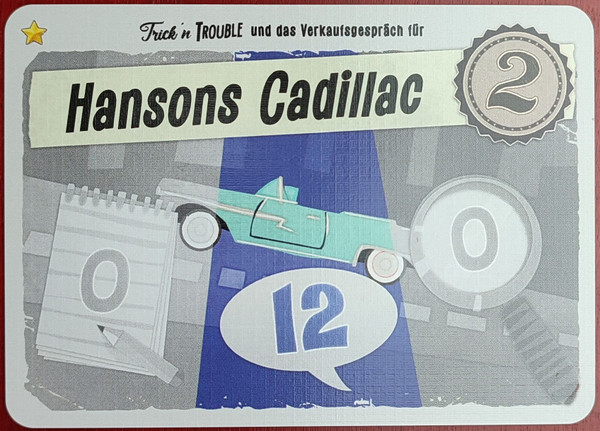 Trick 'n TROUBLE und das Verkaufsgespräch für
Hansons Cadillac
2
0
0
12